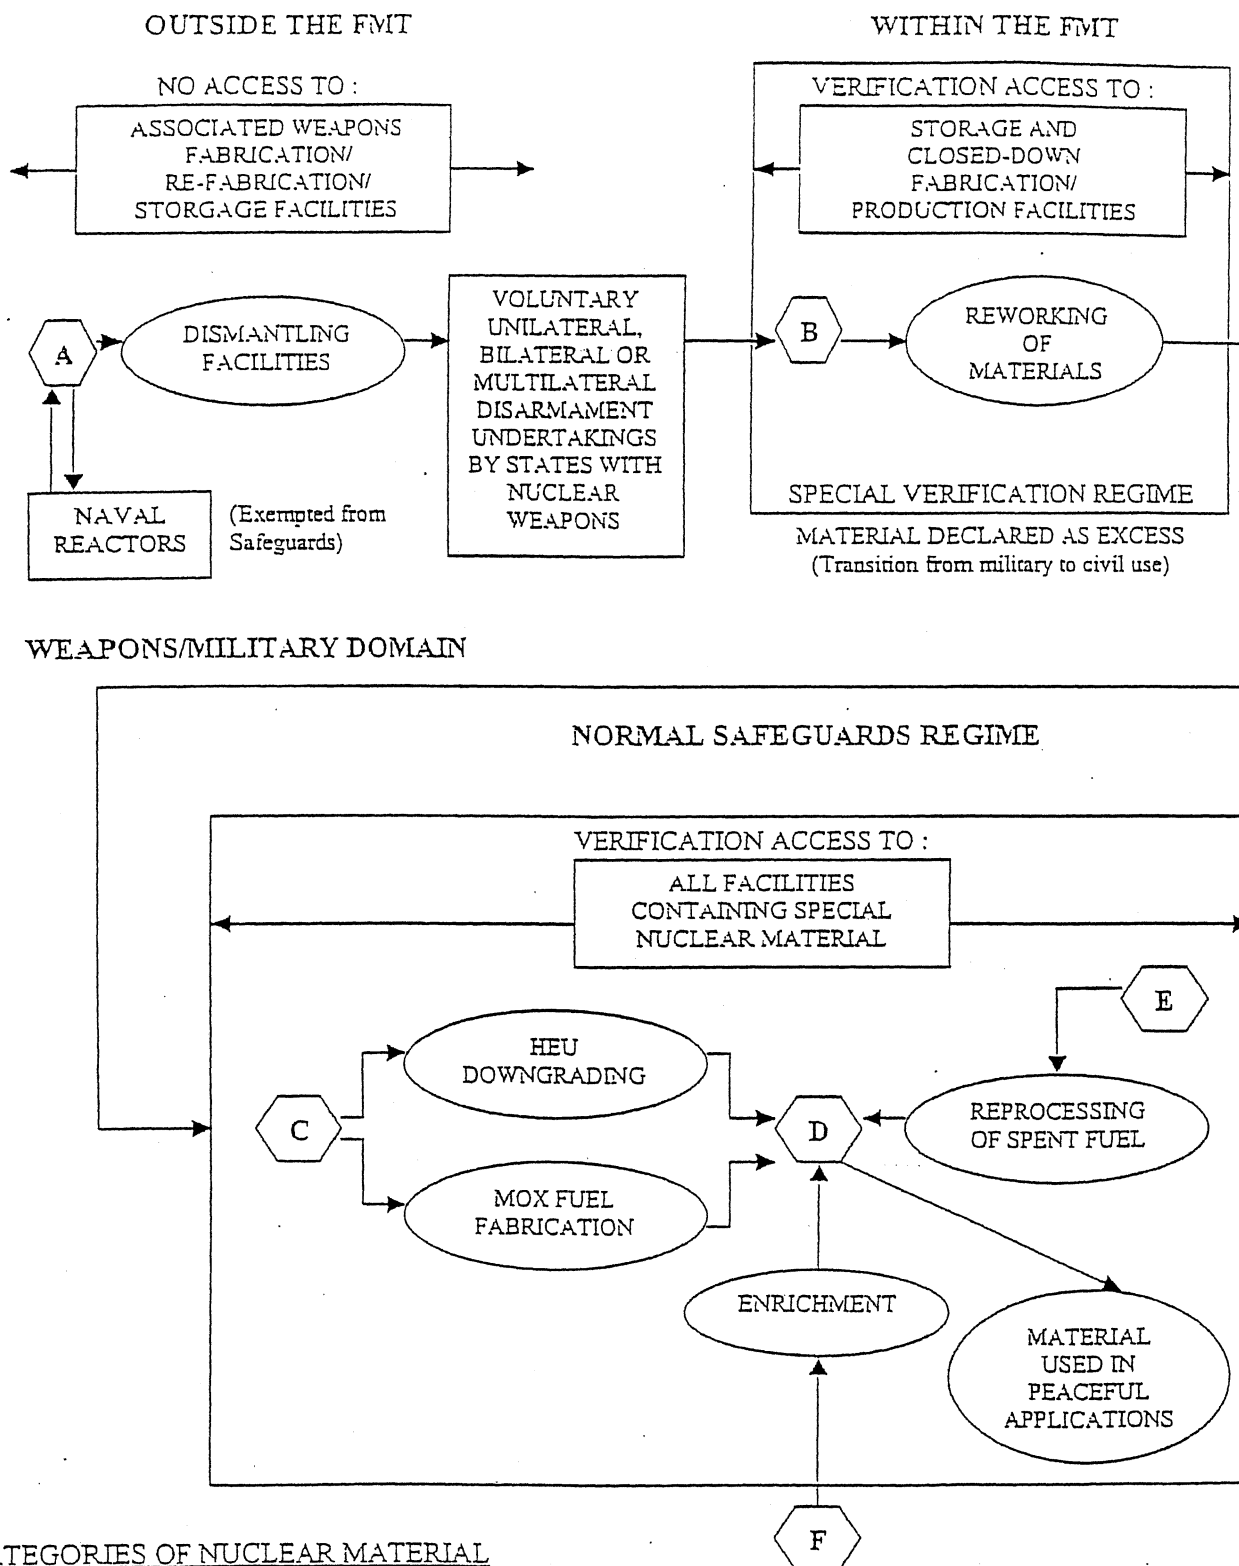 OUTSIDE THE FMT
WITHIN THE FMT
NO ACCESS TO :
ASSOCIATED WEAPONS
FABRICATION/
RE-FABRICATION/
STORGAGE FACILITIES
VERIFICATION ACCESS TO :
STORAGE AND
CLOSED-DOWN
FABRICATION/
PRODUCTION FACILITIES
A
DISMANTLING
FACILITIES
VOLUNTARY
UNILATERAL,
BILATERAL OR
MULTILATERAL
DISARMAMENT
UNDERTAKINGS
BY STATES WITH
NUCLEAR
WEAPONS
B
REWORKING
OF
MATERIALS
NAVAL
REACTORS
(Exempted from
Safeguards)
SPECIAL VERIFICATION REGIME
MATERIAL DECLARED AS EXCESS
(Transition from military to civil use)
WEAPONS/MILITARY DOMAIN
NORMAL SAFEGUARDS REGIME
VERIFICATION ACCESS TO :
ALL FACILITIES
CONTAINING SPECIAL
NUCLEAR MATERIAL
E
HEU
DOWNGRADING
C
D
REPROCESSING
OF SPENT FUEL
MOX FUEL
FABRICATION
ENRICHMENT
MATERIAL
USED IN
PEACEFUL
APPLICATIONS
F
ATEGORIES OF NUCLEAR MATERIAL